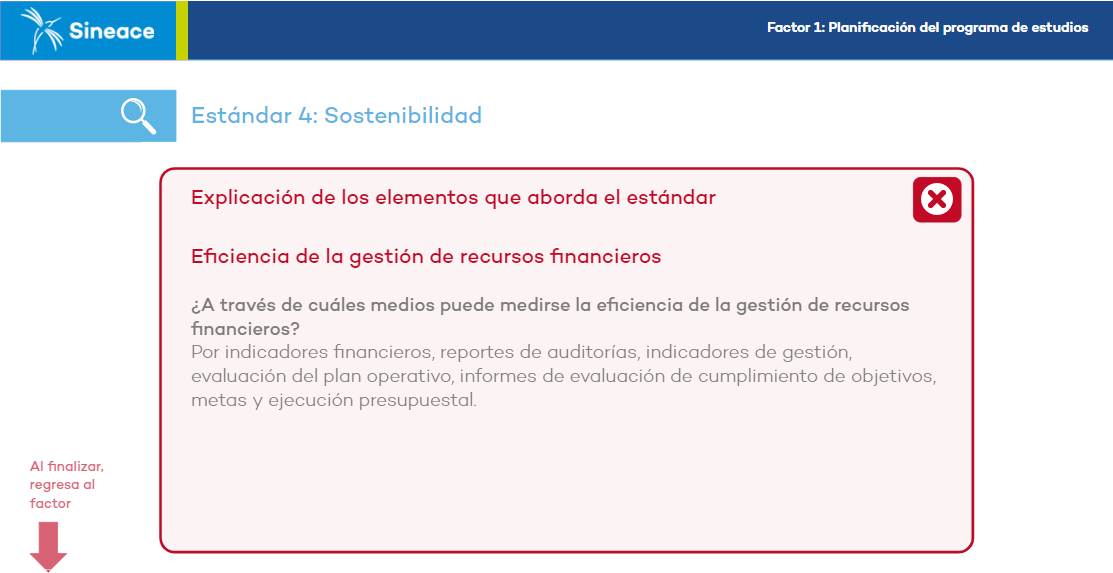 Sineace
Factor 1: Planificación del programa de estudios
Estándar 4: Sostenibilidad
Explicación de los elementos que aborda el estándar
Eficiencia de la gestión de recursos financieros
¿A través de cuáles medios puede medirse la eficiencia de la gestión de recursos
financieros?
Por indicadores financieros, reportes de auditorías, indicadores de gestión,
evaluación del plan operativo, informes de evaluación de cumplimiento de objetivos,
metas y ejecución presupuestal.
Al finalizar,
regresa al
factor